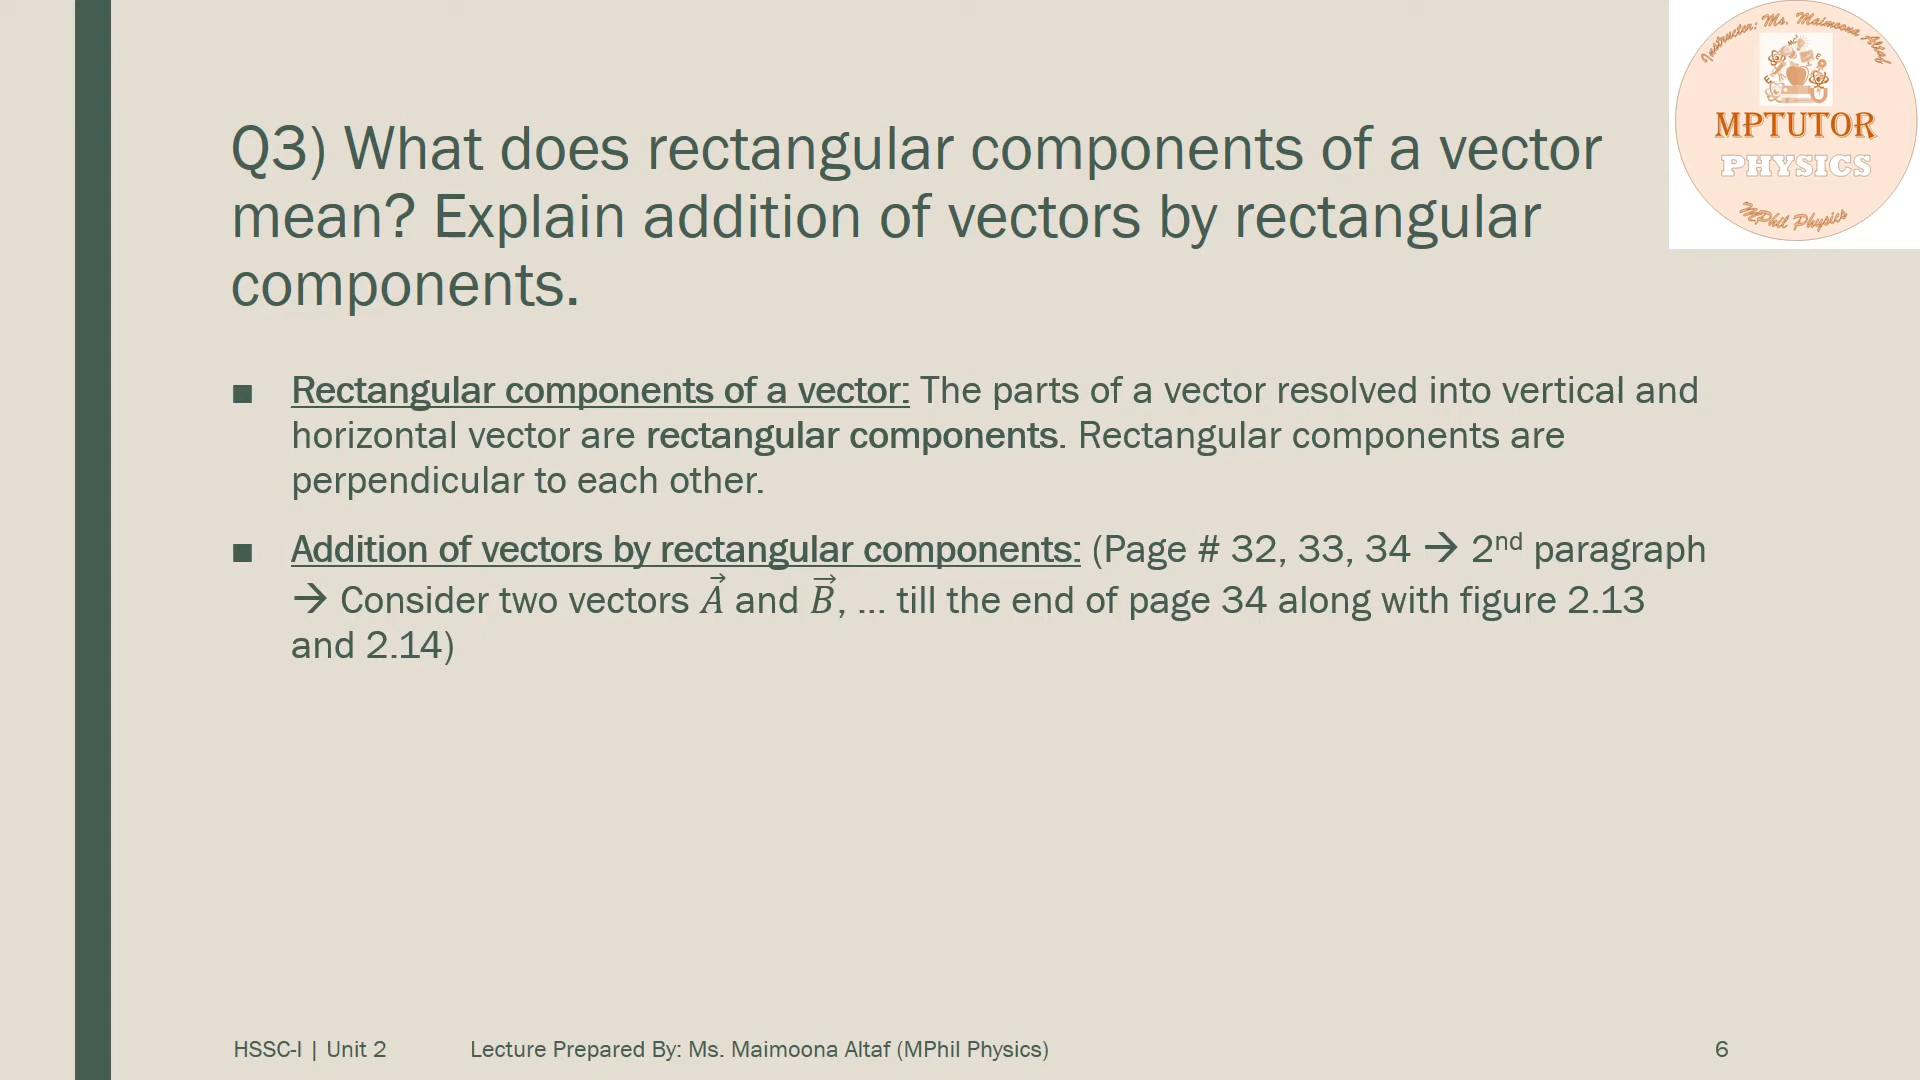 Instructor: Ms. Maimoona Altaf
MPTUTOR
PHYSICS
MPhil Physics
Q3) What does rectangular components of a vector
mean? Explain addition of vectors by rectangular
components.
■ Rectangular components of a vector: The parts of a vector resolved into vertical and
horizontal vector are rectangular components. Rectangular components are
perpendicular to each other.
■ Addition of vectors by rectangular components: (Page # 32, 33, 34 → 2nd paragraph
→ Consider two vectors A⃗ and B⃗, … till the end of page 34 along with figure 2.13
and 2.14)
HSSC-I | Unit 2 Lecture Prepared By: Ms. Maimoona Altaf (MPhil Physics) 6